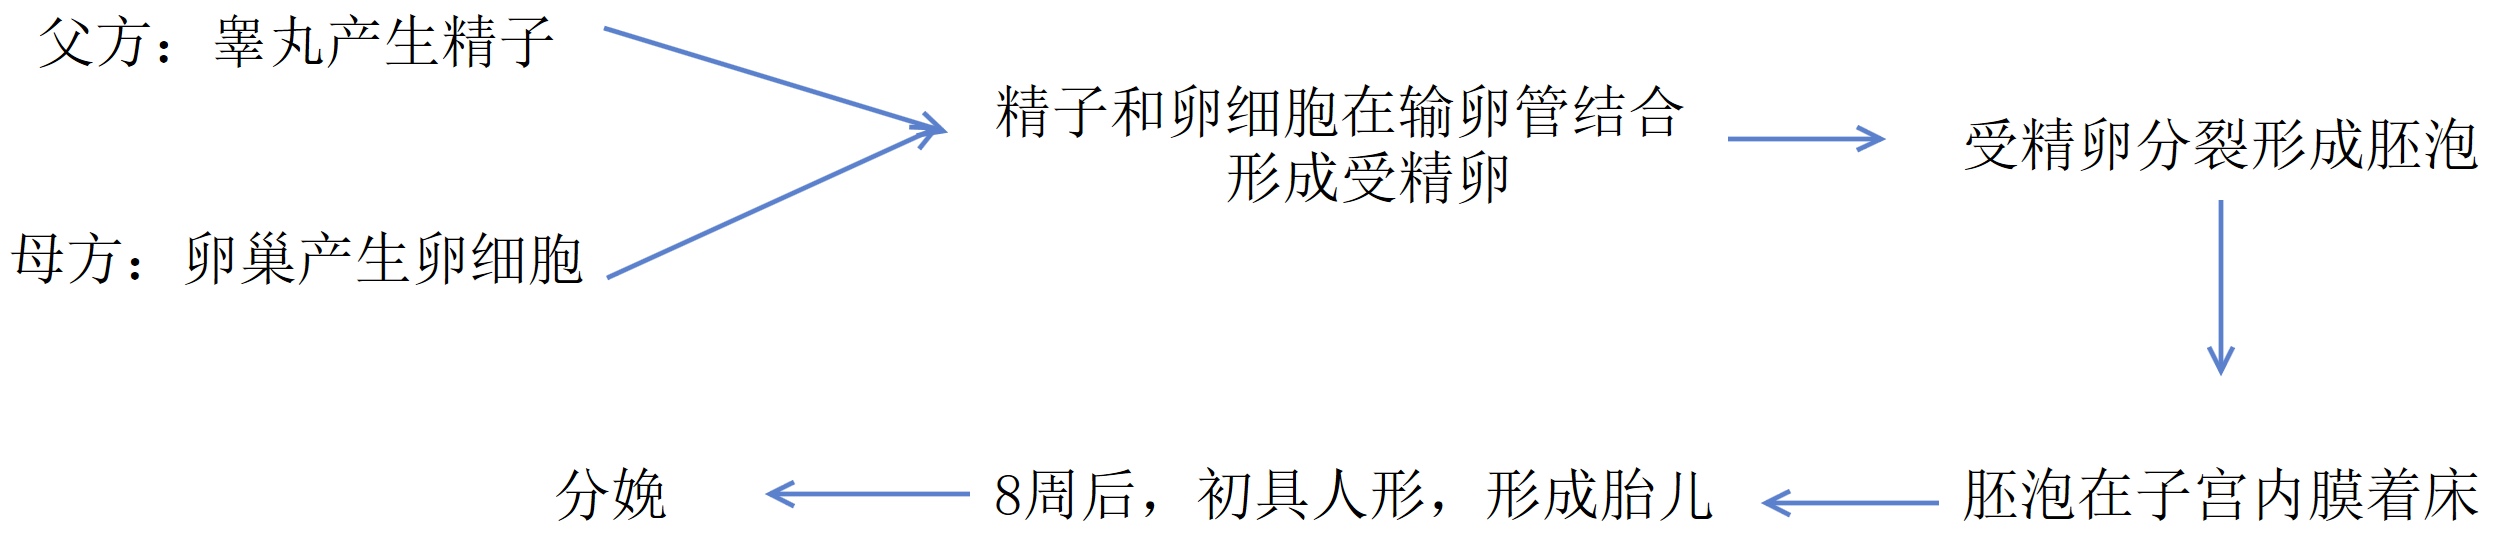 父方：睾丸产生精子
母方：卵巢产生卵细胞
精子和卵细胞在输卵管结合
形成受精卵
受精卵分裂形成胚泡
胚泡在子宫内膜着床
8周后，初具人形，形成胎儿
分娩